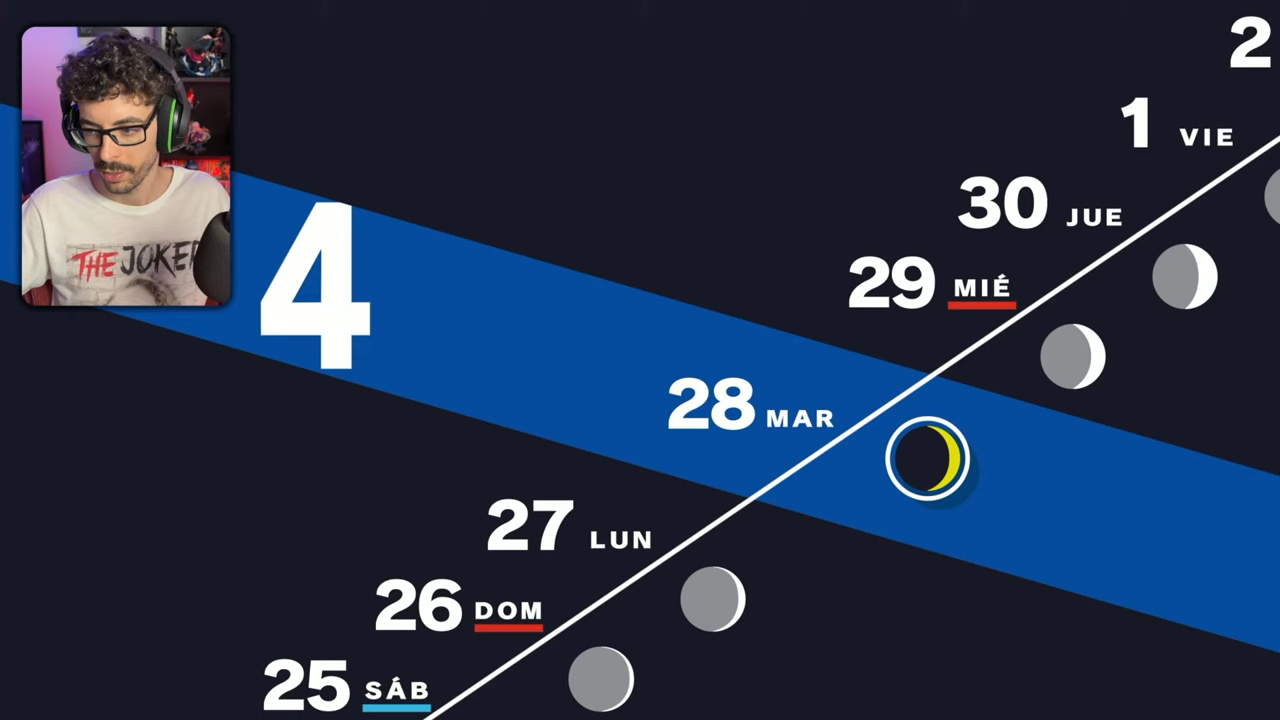 2
1 VIE
30 JUE
29 MIÉ
4
28 MAR
27 LUN
26 DOM
25 SÁB
THE JOKER